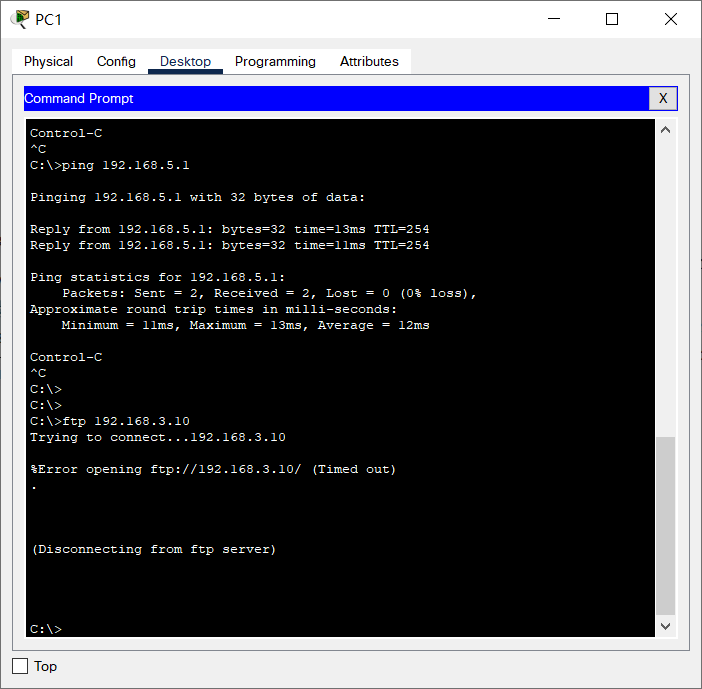 PC1
Physical Config Desktop Programming Attributes
Command Prompt X
Control-C
^C
C:\>ping 192.168.5.1
Pinging 192.168.5.1 with 32 bytes of data:
Reply from 192.168.5.1: bytes=32 time=13ms TTL=254
Reply from 192.168.5.1: bytes=32 time=11ms TTL=254
Ping statistics for 192.168.5.1:
Packets: Sent = 2, Received = 2, Lost = 0 (0% loss),
Approximate round trip times in milli-seconds:
Minimum = 11ms, Maximum = 13ms, Average = 12ms
Control-C
^C
C:\>
C:\>
C:\>ftp 192.168.3.10
Trying to connect...192.168.3.10
%Error opening ftp://192.168.3.10/ (Timed out)
.
(Disconnecting from ftp server)
C:\>
Top